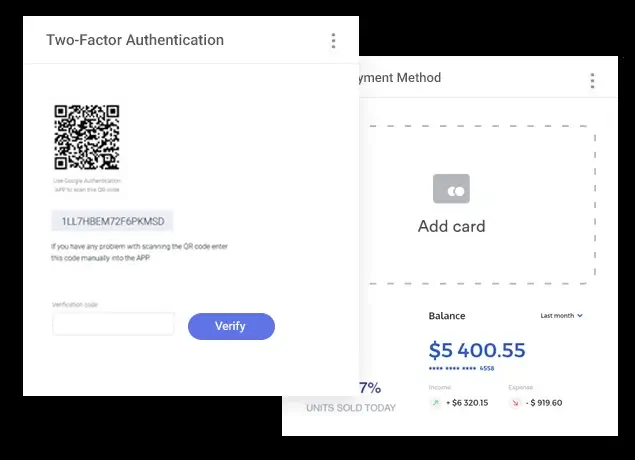 Two-Factor Authentication
Use Google Authentication
APP to scan this QR code
1LL7HBEM72F6PKMSD
If you have any problem with scanning the QR code enter
this code manually into the APP.
Verification code
Verify
yment Method
Add card
Balance
Last month
$5 400.55
•••• •••• •••• 4558
Income
Expense
+ $6 320.15
- $ 919.60
7%
UNITS SOLD TODAY